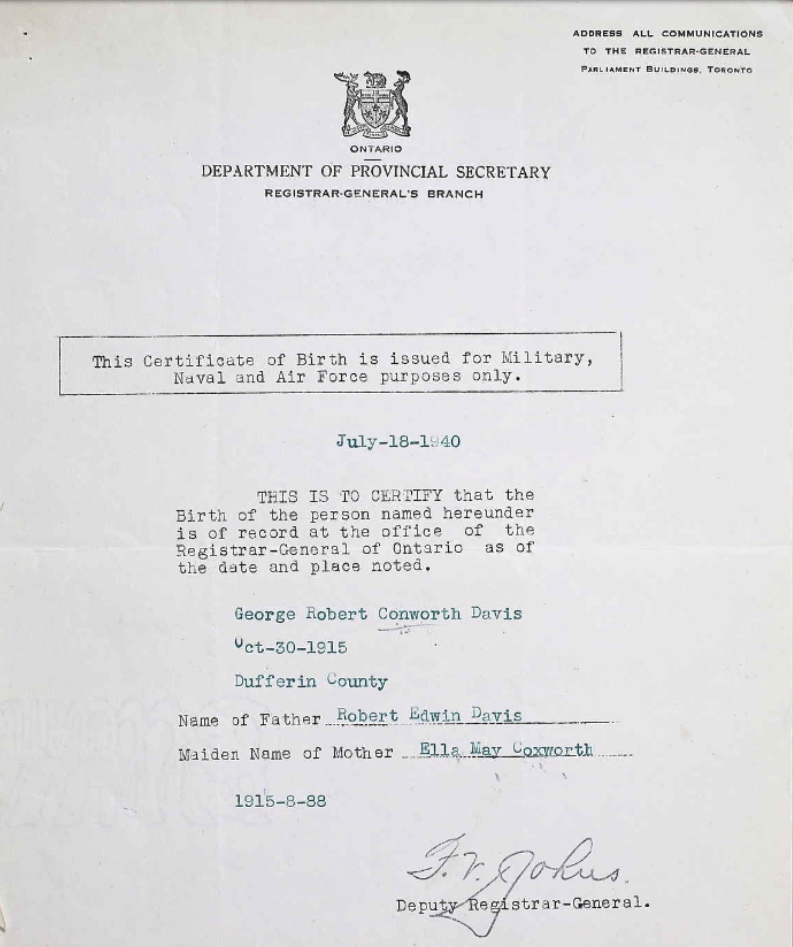 ADDRESS ALL COMMUNICATIONS
TO THE REGISTRAR-GENERAL
PARLIAMENT BUILDINGS, TORONTO
ONTARIO
DEPARTMENT OF PROVINCIAL SECRETARY
REGISTRAR-GENERAL'S BRANCH
This Certificate of Birth is issued for Military,
Naval and Air Force purposes only.
July-18-1940
THIS IS TO CERTIFY that the
Birth of the person named hereunder
is of record at the office of the
Registrar-General of Ontario as of
the date and place noted.
George Robert Conworth Davis
Oct-30-1915
Dufferin County
Name of Father Robert Edwin Davis
Maiden Name of Mother Ella May Coxworth
1915-8-88
F.V. Johns.
Deputy Registrar-General.